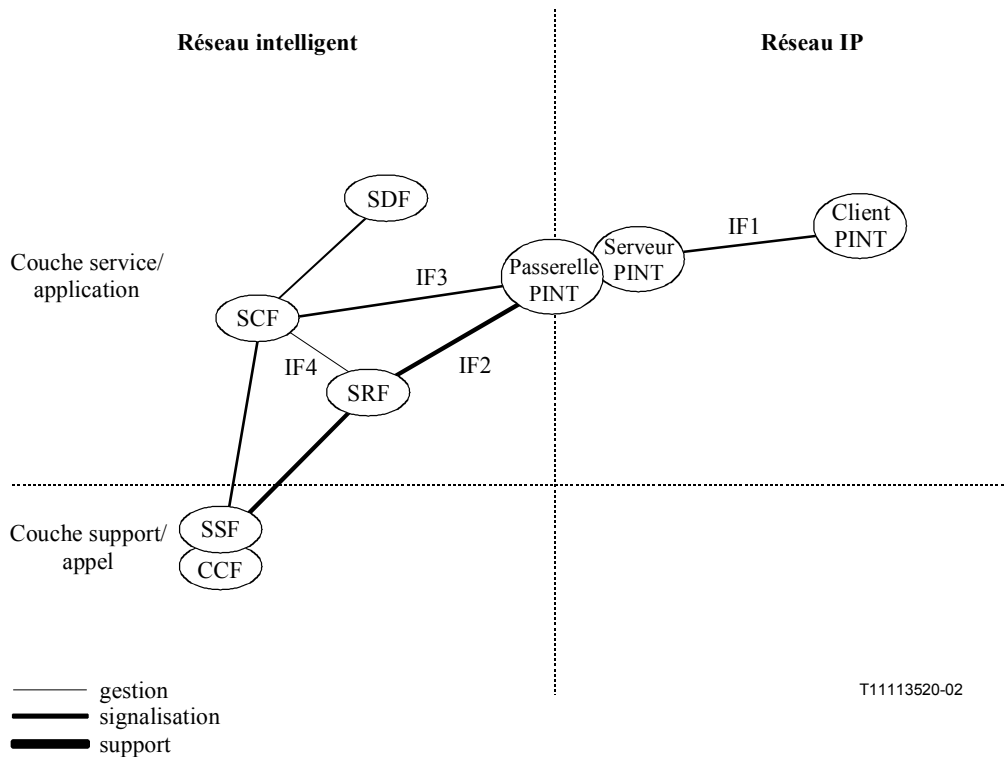 Réseau intelligent
Réseau IP
SDF
Client
PINT
IF1
Serveur
PINT
Passerelle
PINT
Couche service/
application
IF3
SCF
IF4
IF2
SRF
Couche support/
appel
SSF
CCF
gestion
signalisation
support
T11113520-02